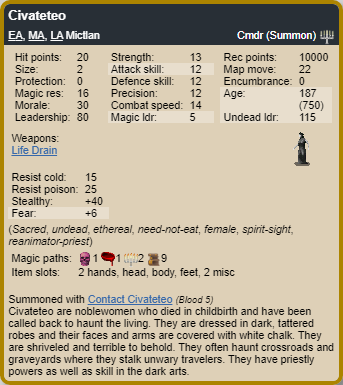 Civateteo
EA, MA, LA Mictlan Cmdr (Summon)
Hit points: 20 Strength: 13 Rec points: 10000
Size: 2 Attack skill: 12 Map move: 22
Protection: 0 Defence skill: 12 Encumbrance: 0
Magic res: 16 Precision: 12 Age: 187
Morale: 30 Combat speed: 14 (750)
Leadership: 80 Magic ldr: 5 Undead ldr: 115
Weapons:
Life Drain
Resist cold: 15
Resist poison: 25
Stealthy: +40
Fear: +6
(Sacred, undead, ethereal, need-not-eat, female, spirit-sight,
reanimator-priest)
Magic paths: 1 1 2 9
Item slots: 2 hands, head, body, feet, 2 misc
Summoned with Contact Civateteo (Blood 5)
Civateteo are noblewomen who died in childbirth and have
been called back to haunt the living. They are dressed in dark, tattered
robes and their faces and arms are covered with white chalk. They
are shriveled and terrible to behold. They often haunt crossroads and
graveyards where they stalk unwary travelers. They have priestly
powers as well as skill in the dark arts.